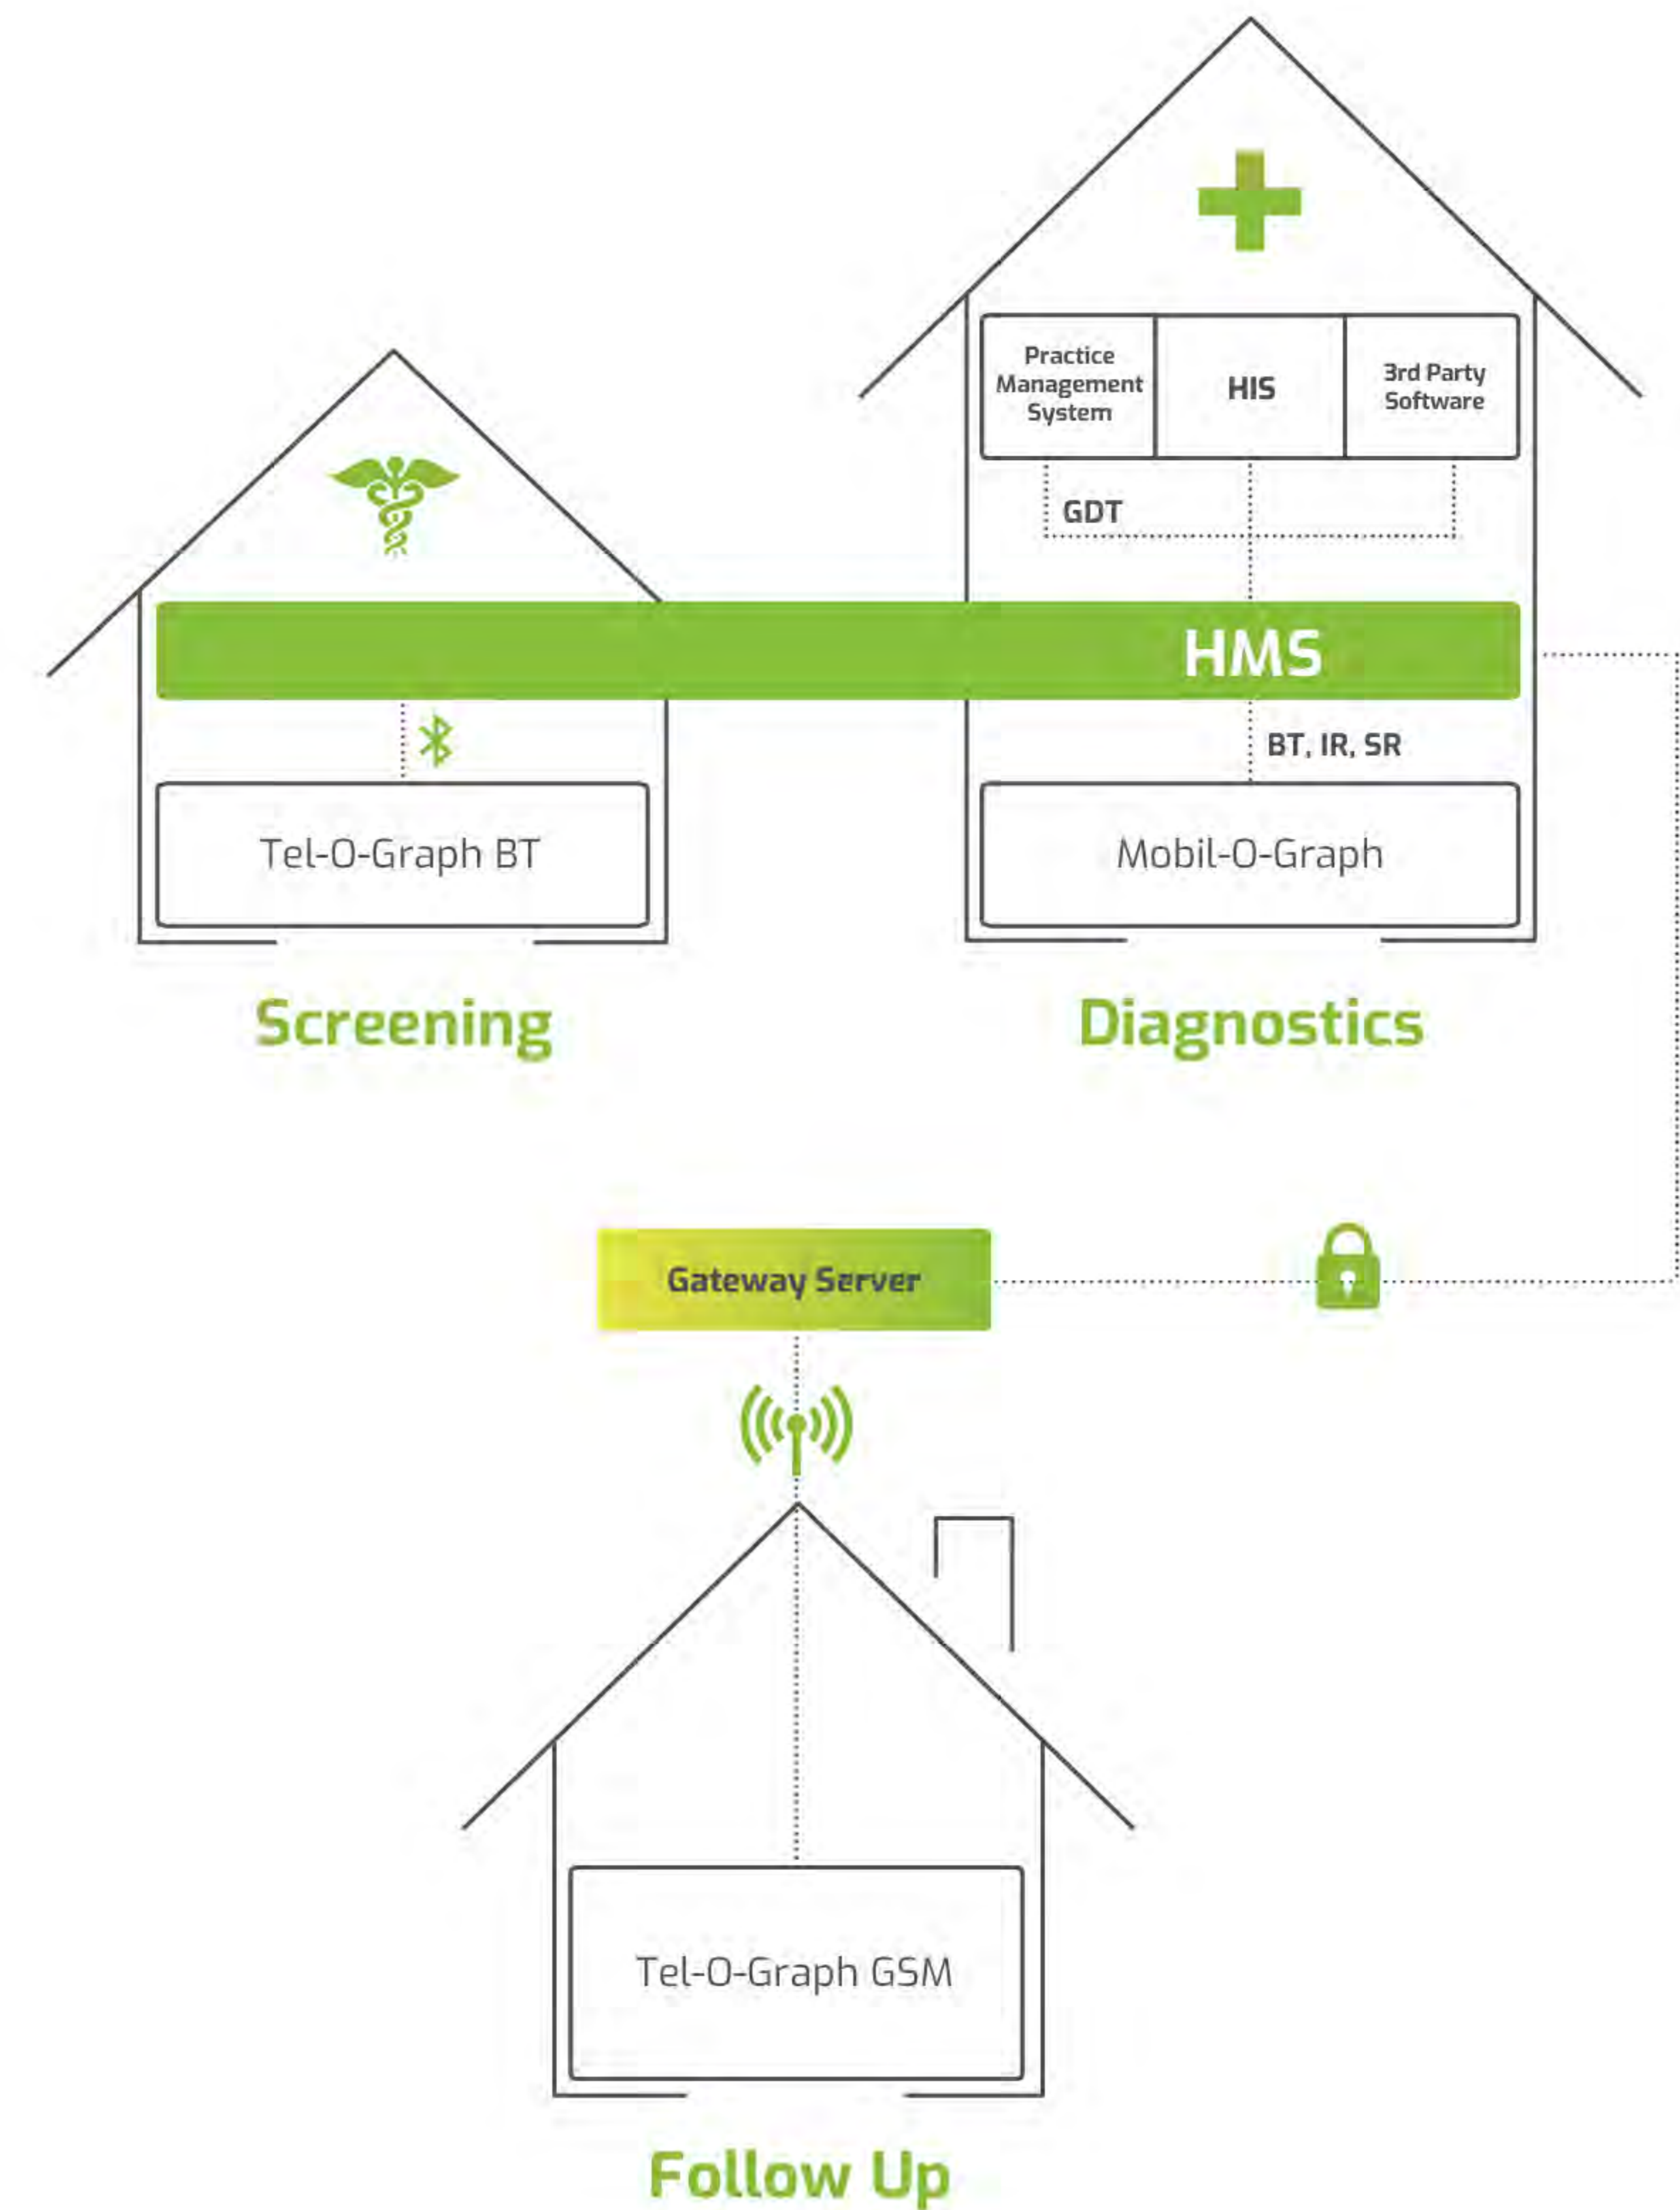 Practice
Management
System
HIS
3rd Party
Software
GDT
HMS
BT, IR, SR
Tel-O-Graph BT
Mobil-O-Graph
Screening
Diagnostics
Gateway Server
Tel-O-Graph GSM
Follow Up